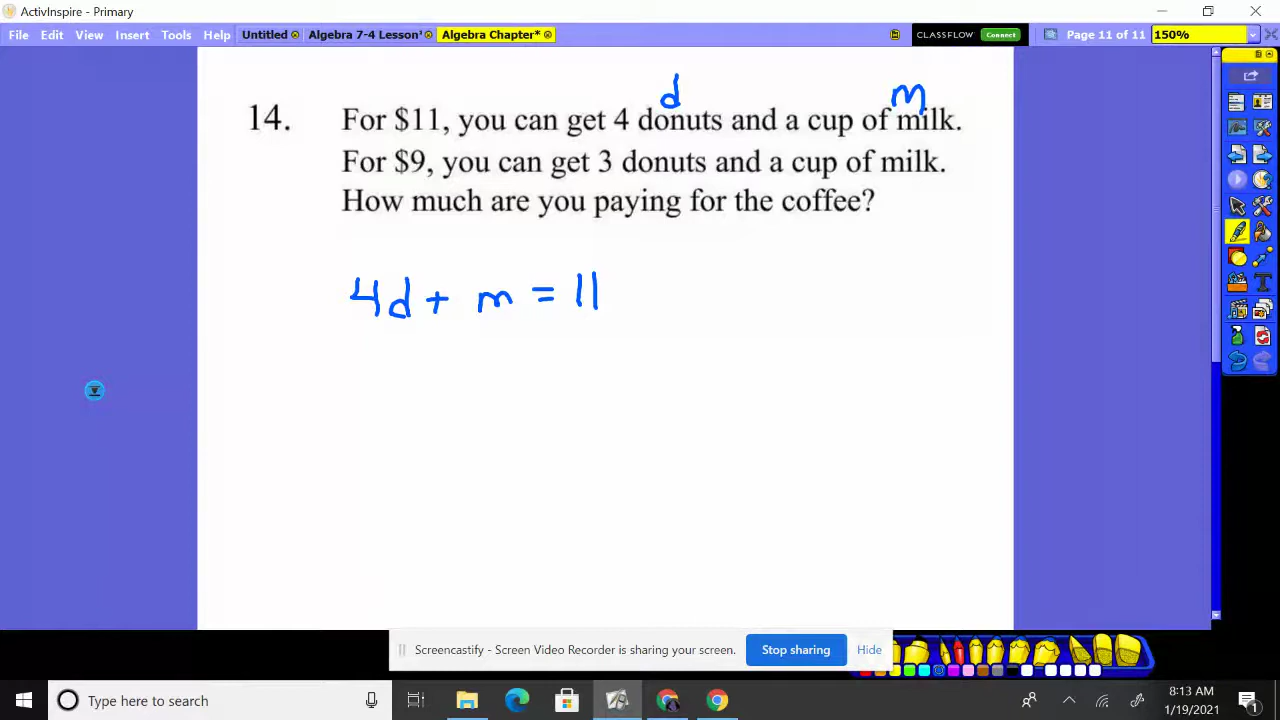 ActivInspire - Primary
File Edit View Insert Tools Help Untitled Algebra 7-4 Lesson* Algebra Chapter* CLASSFLOW Connect Page 11 of 11 150%
d m
14. For $11, you can get 4 donuts and a cup of milk.
For $9, you can get 3 donuts and a cup of milk.
How much are you paying for the coffee?
4d + m = 11
Screencastify - Screen Video Recorder is sharing your screen. Stop sharing Hide
Type here to search
8:13 AM
1/19/2021
1